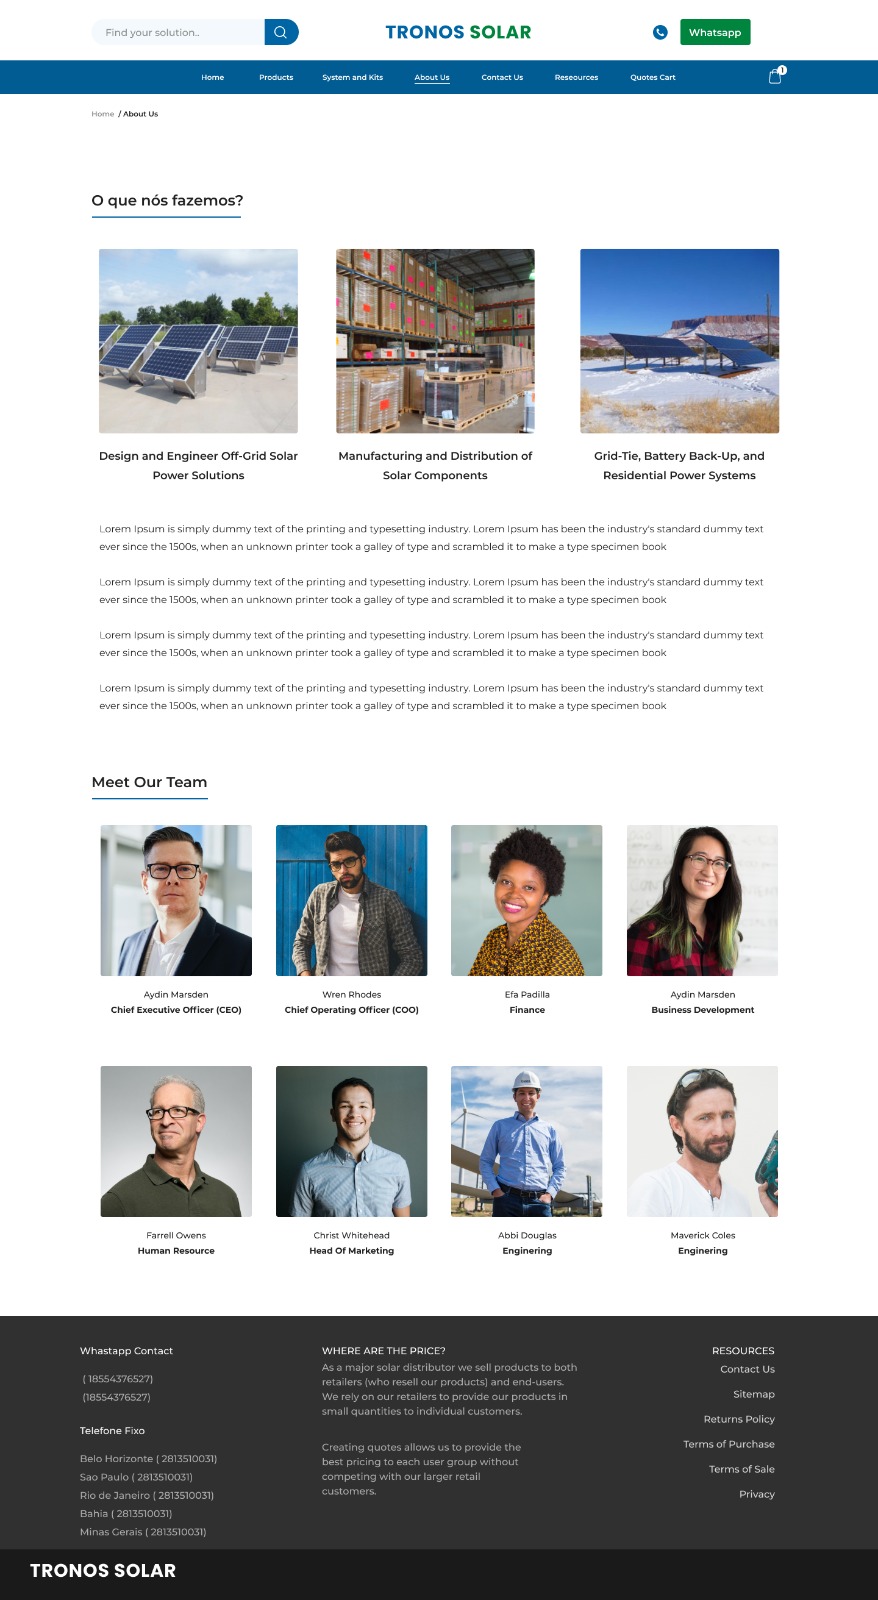 Find your solution..
TRONOS SOLAR
Whatsapp
Home
Products
System and Kits
About Us
Contact Us
Reseources
Quotes Cart
1
Home / About Us
O que nós fazemos?
Design and Engineer Off-Grid Solar
Power Solutions
Manufacturing and Distribution of
Solar Components
Grid-Tie, Battery Back-Up, and
Residential Power Systems
Lorem Ipsum is simply dummy text of the printing and typesetting industry. Lorem Ipsum has been the industry's standard dummy text
ever since the 1500s, when an unknown printer took a galley of type and scrambled it to make a type specimen book
Lorem Ipsum is simply dummy text of the printing and typesetting industry. Lorem Ipsum has been the industry's standard dummy text
ever since the 1500s, when an unknown printer took a galley of type and scrambled it to make a type specimen book
Lorem Ipsum is simply dummy text of the printing and typesetting industry. Lorem Ipsum has been the industry's standard dummy text
ever since the 1500s, when an unknown printer took a galley of type and scrambled it to make a type specimen book
Lorem Ipsum is simply dummy text of the printing and typesetting industry. Lorem Ipsum has been the industry's standard dummy text
ever since the 1500s, when an unknown printer took a galley of type and scrambled it to make a type specimen book
Meet Our Team
Aydin Marsden
Chief Executive Officer (CEO)
Wren Rhodes
Chief Operating Officer (COO)
Efa Padilla
Finance
Aydin Marsden
Business Development
Farrell Owens
Human Resource
Christ Whitehead
Head Of Marketing
Abbi Douglas
Enginering
Maverick Coles
Enginering
Whastapp Contact
( 18554376527)
(18554376527)
Telefone Fixo
Belo Horizonte ( 2813510031)
Sao Paulo ( 2813510031)
Rio de Janeiro ( 2813510031)
Bahia ( 2813510031)
Minas Gerais ( 2813510031)
WHERE ARE THE PRICE?
As a major solar distributor we sell products to both
retailers (who resell our products) and end-users.
We rely on our retailers to provide our products in
small quantities to individual customers.
Creating quotes allows us to provide the
best pricing to each user group without
competing with our larger retail
customers.
RESOURCES
Contact Us
Sitemap
Returns Policy
Terms of Purchase
Terms of Sale
Privacy
TRONOS SOLAR